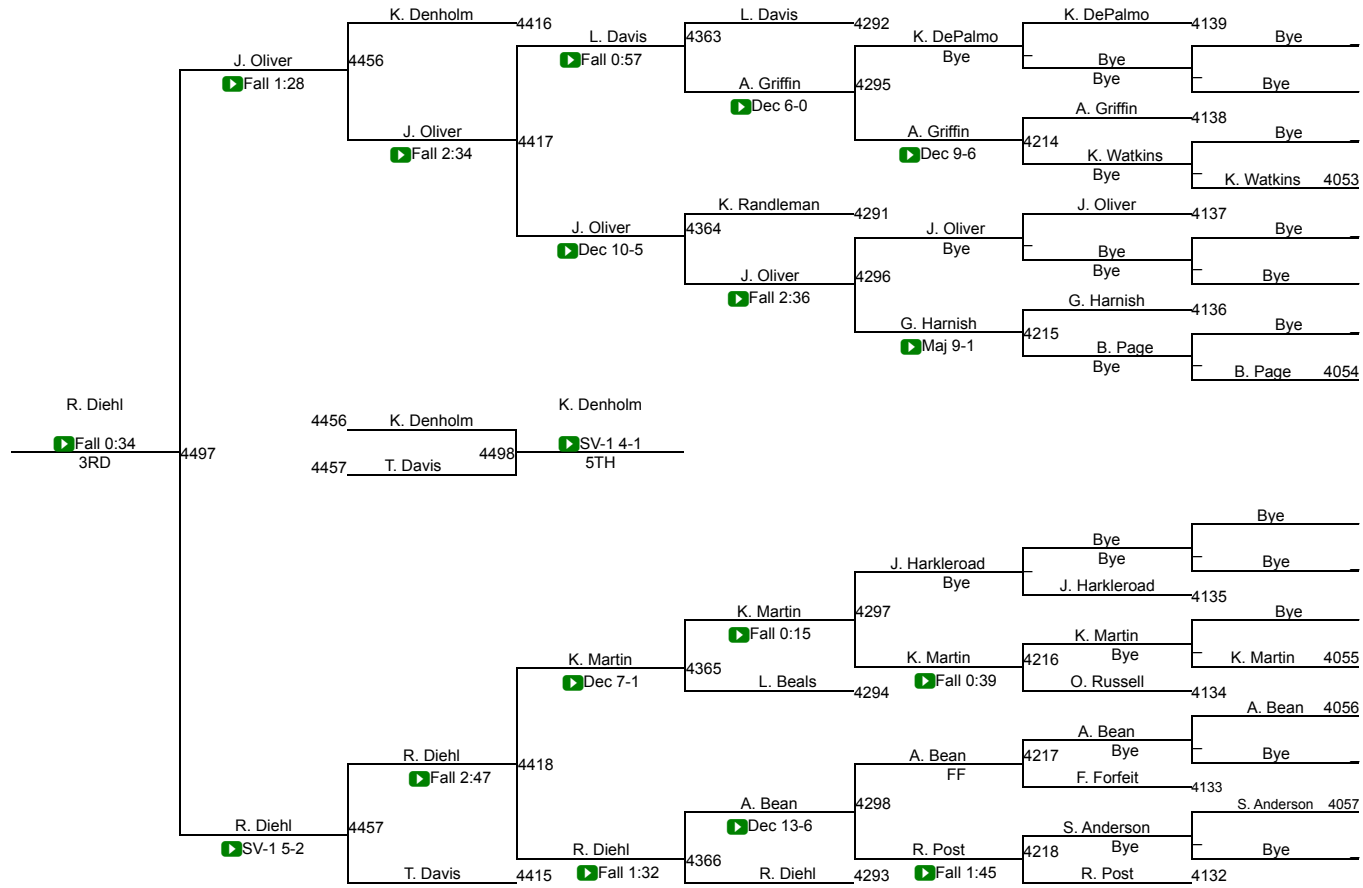 K. Denholm 4416 L. Davis 4292 K. DePalmo 4139
L. Davis 4363 K. DePalmo Bye _
Fall 0:57 Bye
J. Oliver 4456 Bye
Fall 1:28 A. Griffin 4295 _ Bye _ Bye
Dec 6-0
A. Griffin 4138
J. Oliver 4417 A. Griffin 4214 Bye _
Fall 2:34 Dec 9-6 K. Watkins
Bye _ K. Watkins 4053
K. Randleman 4291 J. Oliver 4137
J. Oliver 4364 J. Oliver Bye _
Dec 10-5 Bye _ Bye
J. Oliver 4296 Bye _ Bye
Fall 2:36
G. Harnish 4136
G. Harnish 4215 Bye _
Maj 9-1 B. Page
Bye _ B. Page 4054
R. Diehl K. Denholm
4456 K. Denholm
Fall 0:34 4497 4498 SV-1 4-1
3RD 4457 T. Davis 5TH
Bye
Bye
J. Harkleroad _ Bye _ Bye _
Bye J. Harkleroad 4135
K. Martin 4297 Bye
Fall 0:15 K. Martin
K. Martin 4365 K. Martin 4216 Bye _ K. Martin 4055
Dec 7-1 L. Beals 4294 Fall 0:39 O. Russell 4134
A. Bean 4056
A. Bean
R. Diehl 4418 A. Bean 4217 Bye _ Bye _
Fall 2:47 FF F. Forfeit 4133
A. Bean 4298 S. Anderson 4057
R. Diehl 4457 Dec 13-6 S. Anderson
SV-1 5-2 R. Diehl 4366 R. Post 4218 Bye _ Bye _
T. Davis 4415 Fall 1:32 R. Diehl 4293 Fall 1:45 R. Post 4132